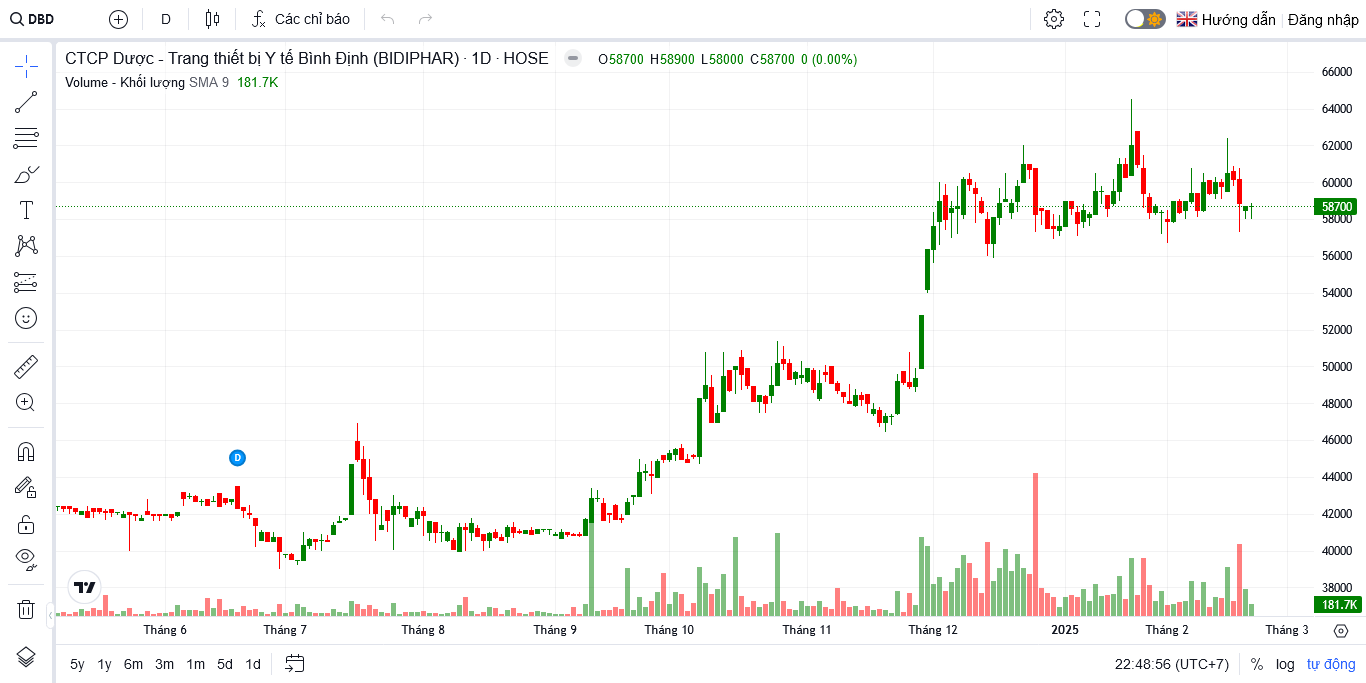 DBD D Các chỉ báo Hướng dẫn Đăng nhập
CTCP Dược - Trang thiết bị Y tế Bình Định (BIDIPHAR) · 1D · HOSE O58700 H58900 L58000 C58700 0 (0.00%)
Volume - Khối lượng SMA 9 181.7K
66000
64000
62000
60000
58700
58000
56000
54000
52000
50000
48000
46000
44000
42000
40000
38000
181.7K
D
Tháng 6 Tháng 7 Tháng 8 Tháng 9 Tháng 10 Tháng 11 Tháng 12 2025 Tháng 2 Tháng 3
5y 1y 6m 3m 1m 5d 1d 22:48:56 (UTC+7) % log tự động